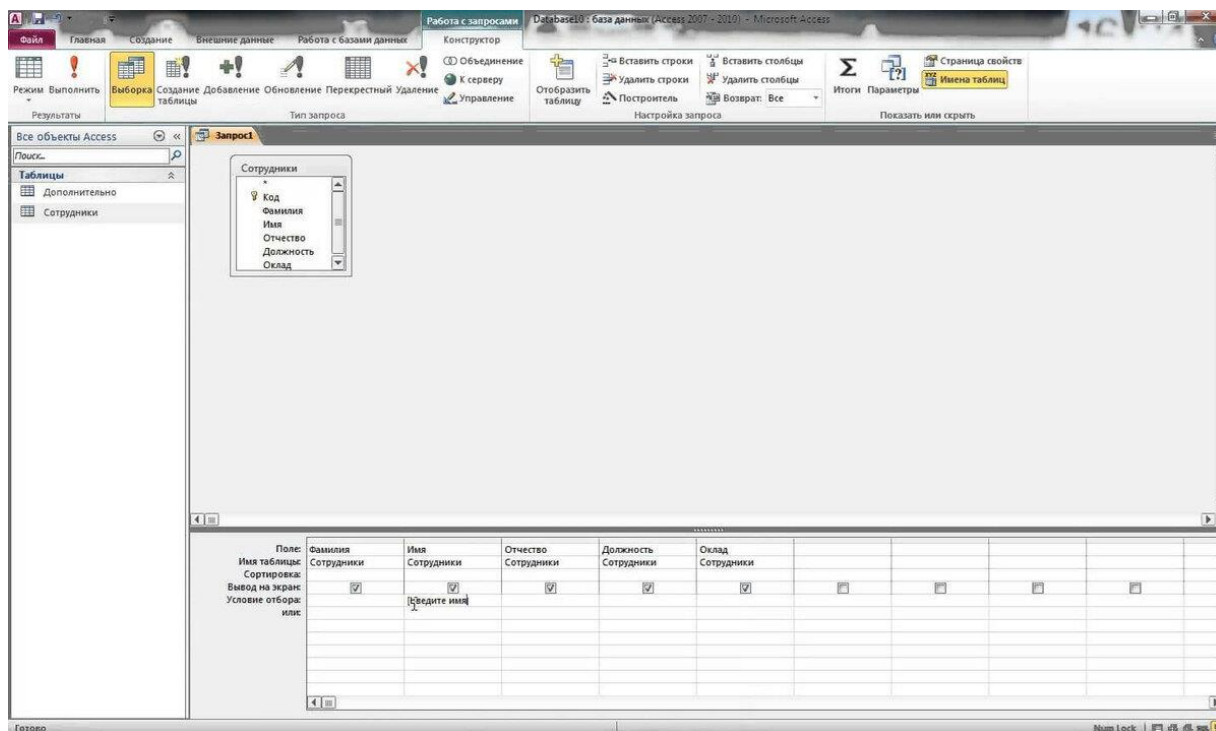 Работа с запросами
Database10 : база данных (Access 2007 - 2010) - Microsoft Access
Файл Главная Создание Внешние данные Работа с базами данных Конструктор
Режим Выполнить Выборка Создание таблицы Добавление Обновление Перекрестный Удаление
Объединение
К серверу
Управление
Отобразить таблицу
Вставить строки
Удалить строки
Построитель
Вставить столбцы
Удалить столбцы
Возврат: Все
Итоги Параметры
Страница свойств
Имена таблиц
Результаты Тип запроса Настройка запроса Показать или скрыть
Все объекты Access
Поиск...
Таблицы
Дополнительно
Сотрудники
Запрос1
Сотрудники
*
Код
Фамилия
Имя
Отчество
Должность
Оклад
Поле: Фамилия Имя Отчество Должность Оклад
Имя таблицы: Сотрудники Сотрудники Сотрудники Сотрудники Сотрудники
Сортировка:
Вывод на экран:
Условие отбора: [введите имя
или:
Готово Num Lock